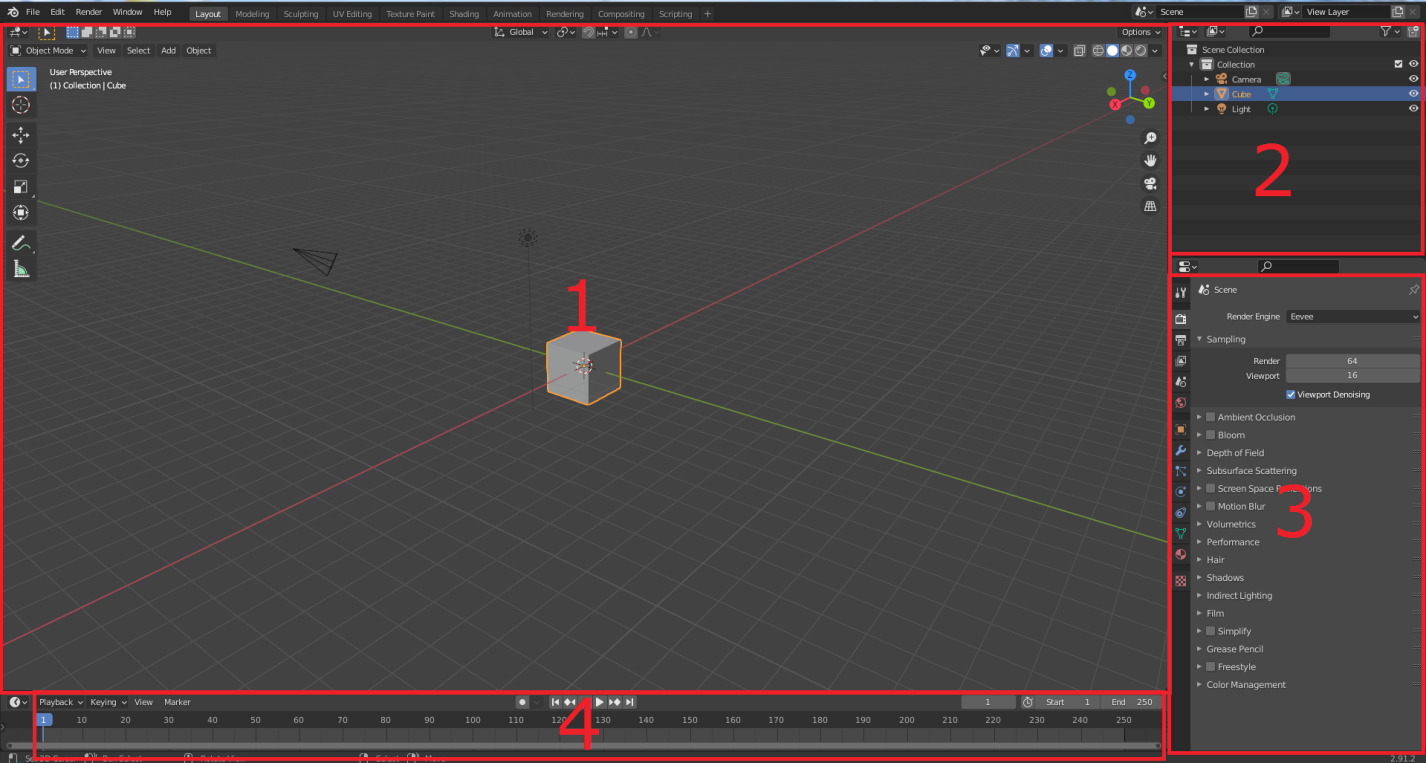 File Edit Render Window Help Layout Modeling Sculpting UV Editing Texture Paint Shading Animation Rendering Compositing Scripting + Scene View Layer
Global Options
Object Mode View Select Add Object
User Perspective
(1) Collection | Cube
Z
X Y
1
Scene Collection
Collection
Camera
Cube
Light
2
Scene
Render Engine Eevee
Sampling
Render 64
Viewport 16
Viewport Denoising
Ambient Occlusion
Bloom
Depth of Field
Subsurface Scattering
Screen Space
Motion Blur
3
Volumetrics
Performance
Hair
Shadows
Indirect Lighting
Film
Simplify
Grease Pencil
Freestyle
Color Management
Playback Keying View Marker 1 Start 1 End 250
1 10 20 30 40 50 60 70 80 90 100 110 120 130 140 150 160 170 180 190 200 210 220 230 240 250
4
2.91.2